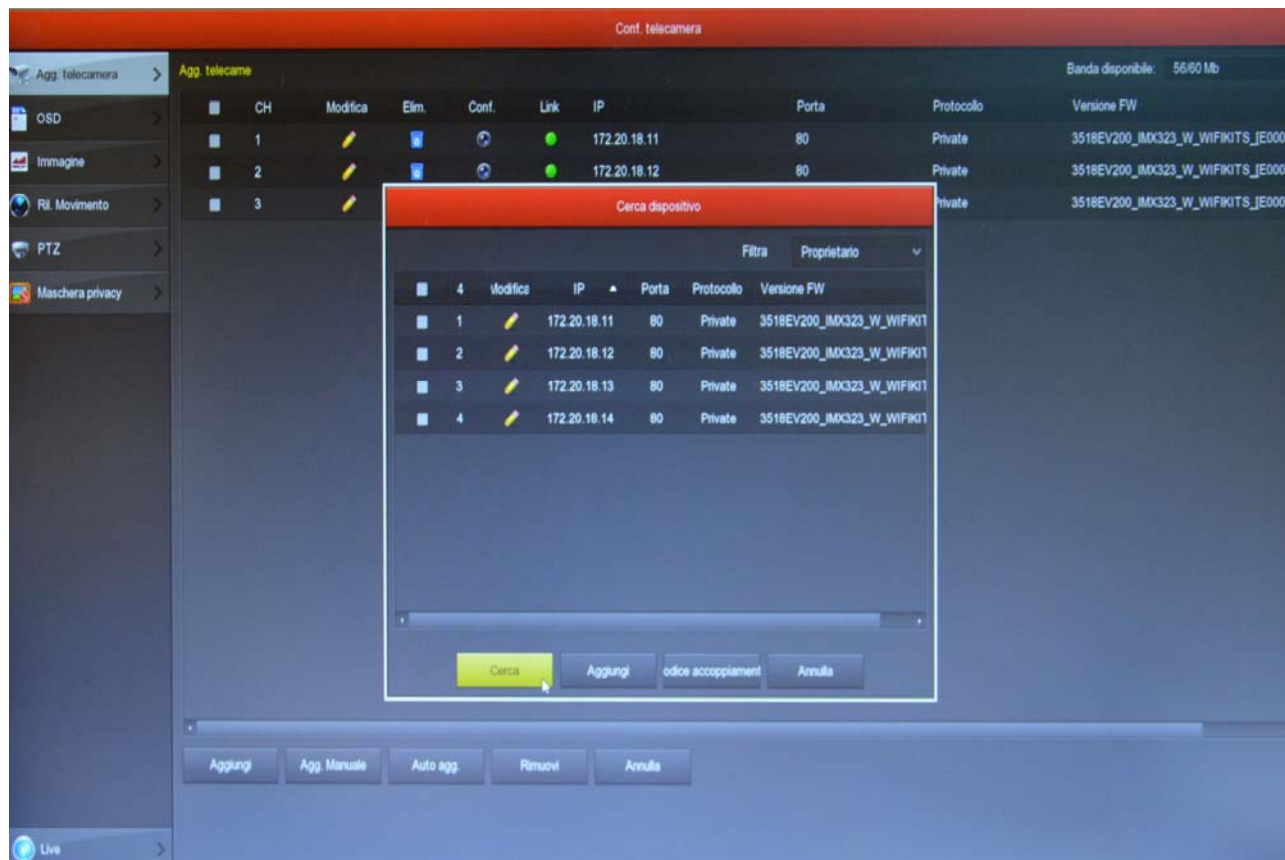 Conf. telecamera
Agg. telecamera
OSD
Immagine
Ril. Movimento
PTZ
Maschera privacy
Live
Agg. telecame
Banda disponibile: 56/60 Mb
CH Modifica Elim. Conf. Link IP Porta Protocollo Versione FW
1 172.20.18.11 80 Private 3518EV200_IMX323_W_WIFIKITS_[E000
2 172.20.18.12 80 Private 3518EV200_IMX323_W_WIFIKITS_[E000
3 Private 3518EV200_IMX323_W_WIFIKITS_[E000
Cerca dispositivo
Filtra Proprietario
4 Modifica IP Porta Protocollo Versione FW
1 172.20.18.11 80 Private 3518EV200_IMX323_W_WIFIKIT
2 172.20.18.12 80 Private 3518EV200_IMX323_W_WIFIKIT
3 172.20.18.13 80 Private 3518EV200_IMX323_W_WIFIKIT
4 172.20.18.14 80 Private 3518EV200_IMX323_W_WIFIKIT
Cerca Aggiungi odice accoppiament Annulla
Aggiungi Agg. Manuale Auto agg. Rimuovi Annulla